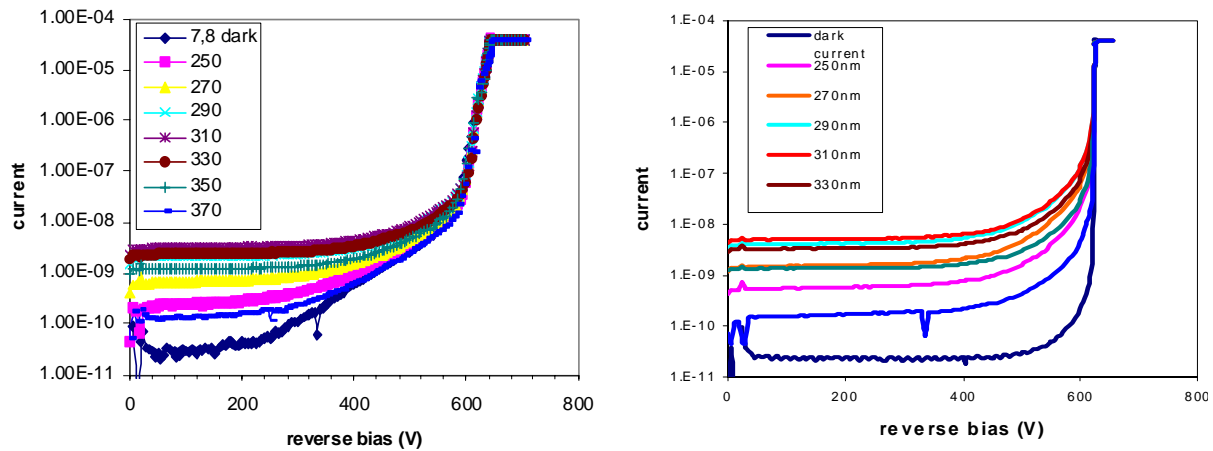 1.00E-04
1.00E-05
1.00E-06
1.00E-07
1.00E-08
1.00E-09
1.00E-10
1.00E-11
current
7,8 dark
250
270
290
310
330
350
370
0
200
400
600
800
reverse bias (V)
1.E-04
1.E-05
1.E-06
1.E-07
1.E-08
1.E-09
1.E-10
1.E-11
current
dark
current
250nm
270nm
290nm
310nm
330nm
0
200
400
600
800
reverse bias (V)